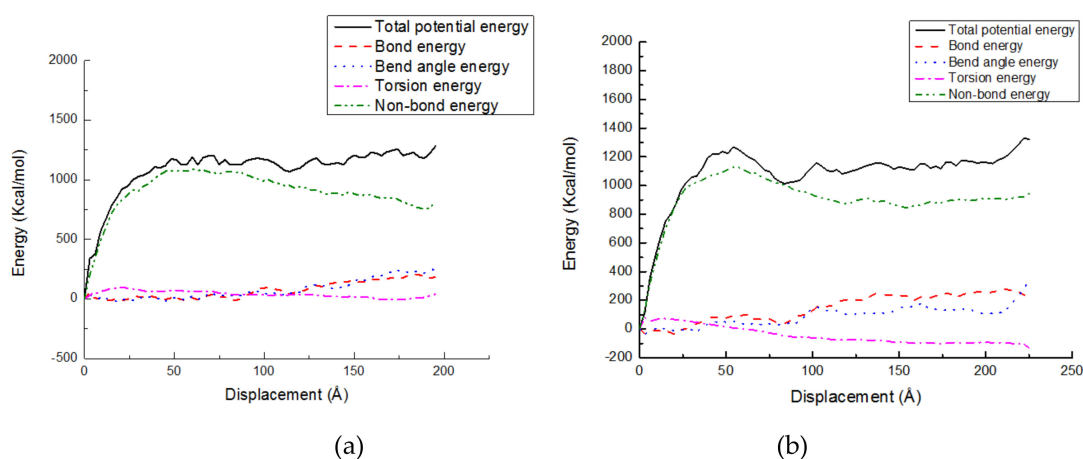 Total potential energy
Bond energy
Bend angle energy
Torsion energy
Non-bond energy
2000
1500
1000
500
0
-500
Energy (Kcal/mol)
0
50
100
150
200
Displacement (Å)
(a)
Total potential energy
Bond energy
Bend angle energy
Torsion energy
Non-bond energy
2000
1800
1600
1400
1200
1000
800
600
400
200
0
-200
Energy (Kcal/mol)
0
50
100
150
200
250
Displacement (Å)
(b)